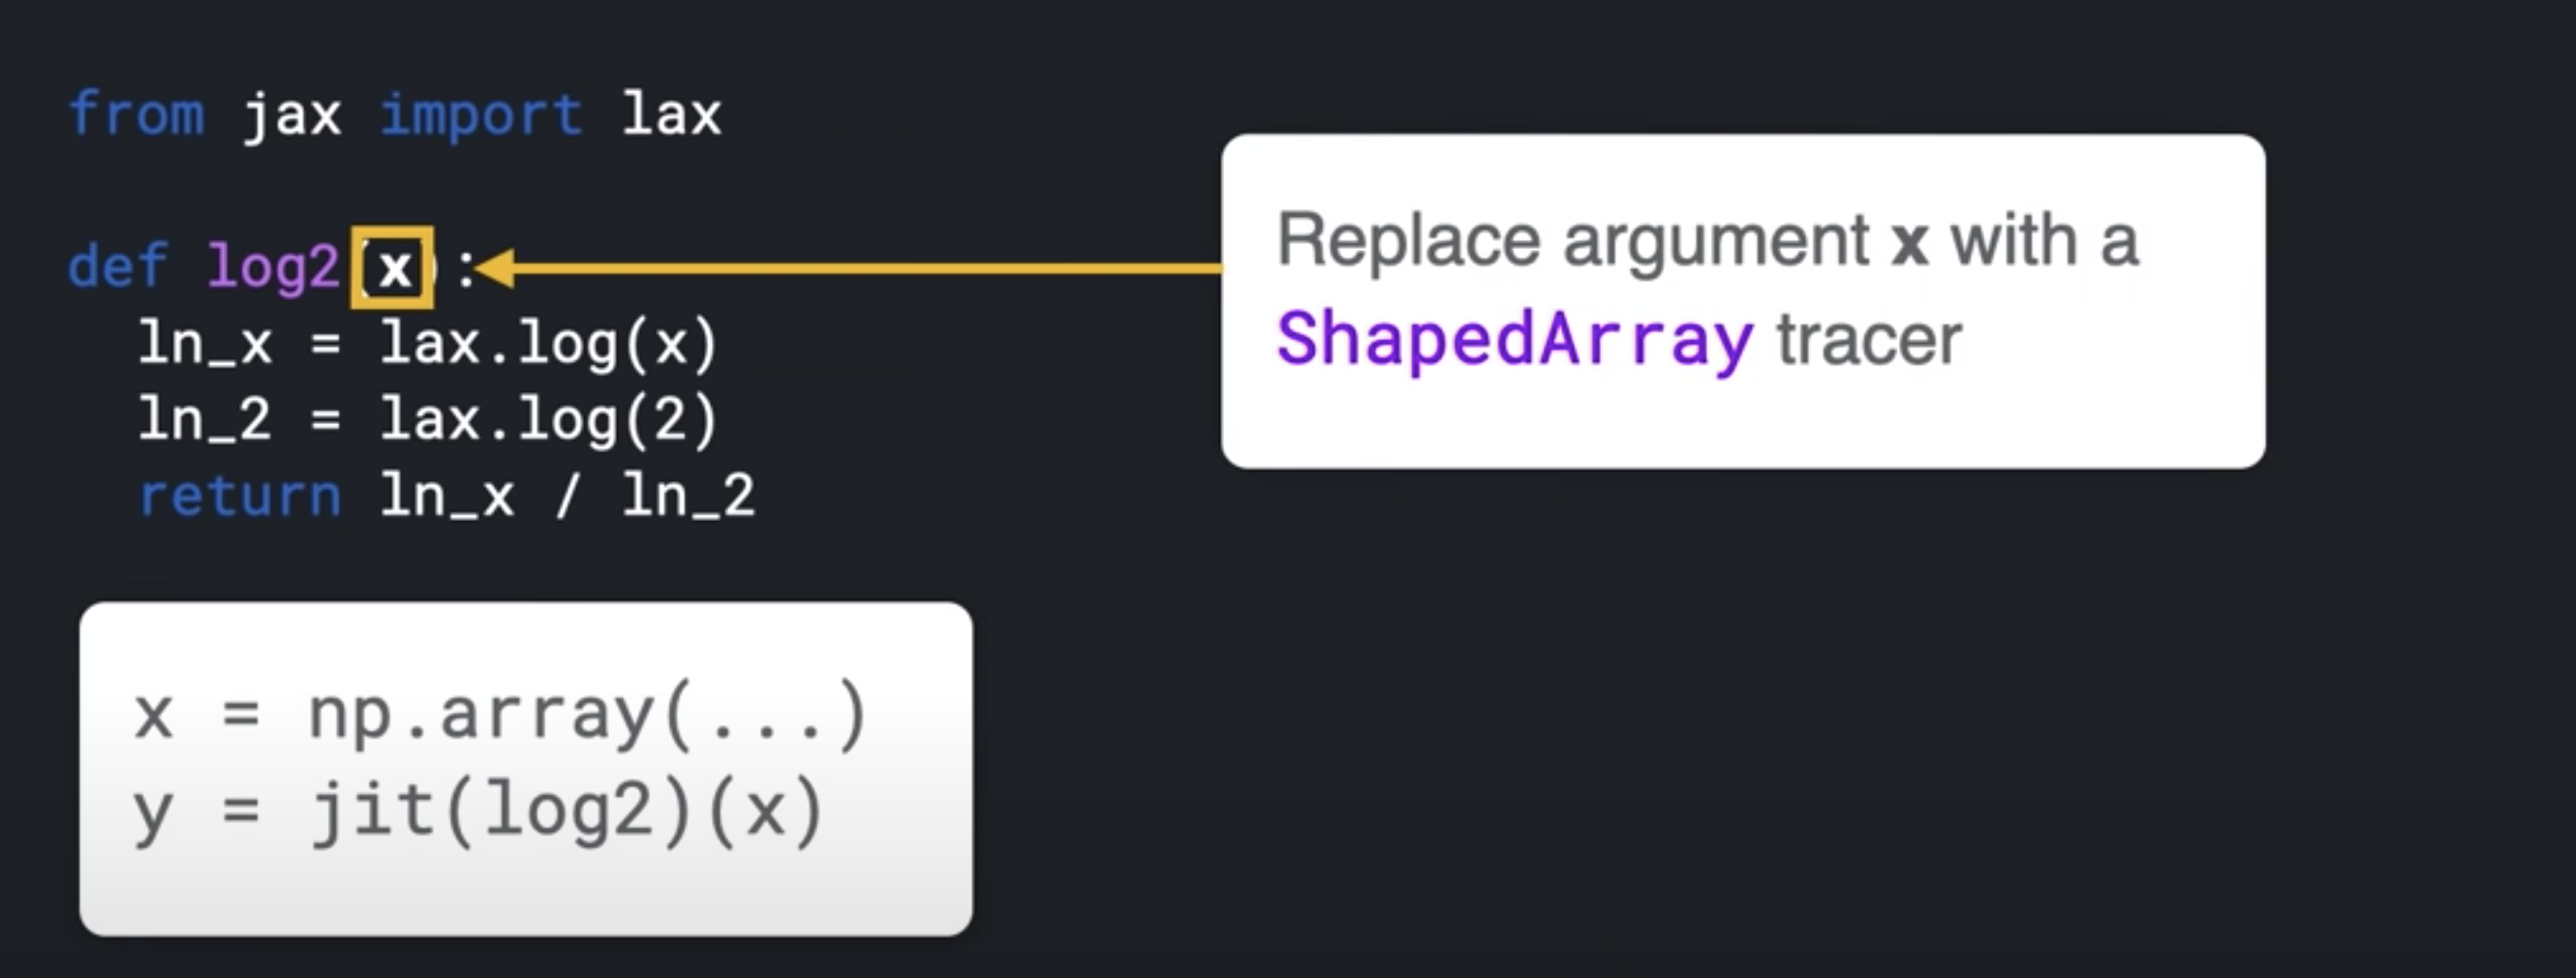 from jax import lax
def log2(x):
ln_x = lax.log(x)
ln_2 = lax.log(2)
return ln_x / ln_2
Replace argument x with a
ShapedArray tracer
x = np.array(...)
y = jit(log2)(x)